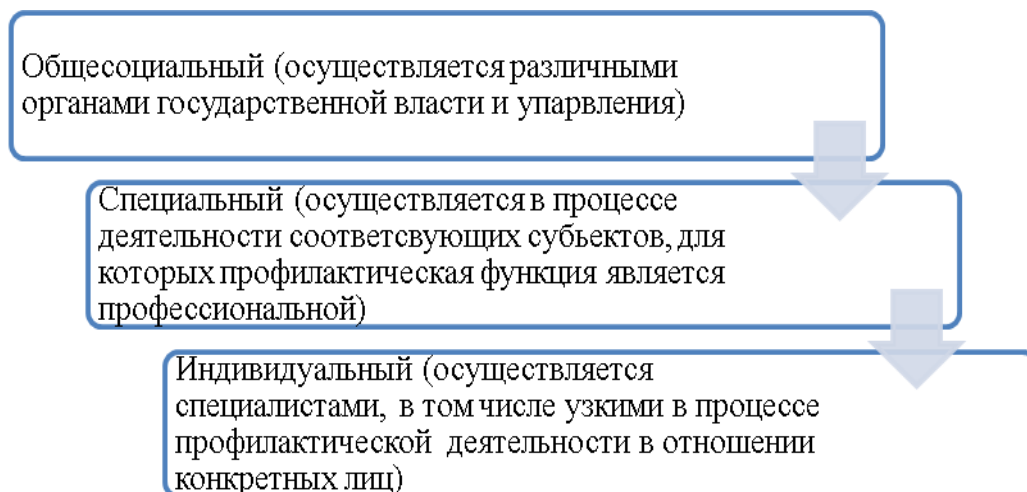 Общесоциальный (осуществляется различными
органами государственной власти и упарвления)
Специальный (осуществляется в процессе
деятельности соответсвующих субьектов, для
которых профилактическая функция является
профессиональной)
Индивидуальный (осуществляется
специалистами, в том числе узкими в процессе
профилактической деятельности в отношении
конкретных лиц)